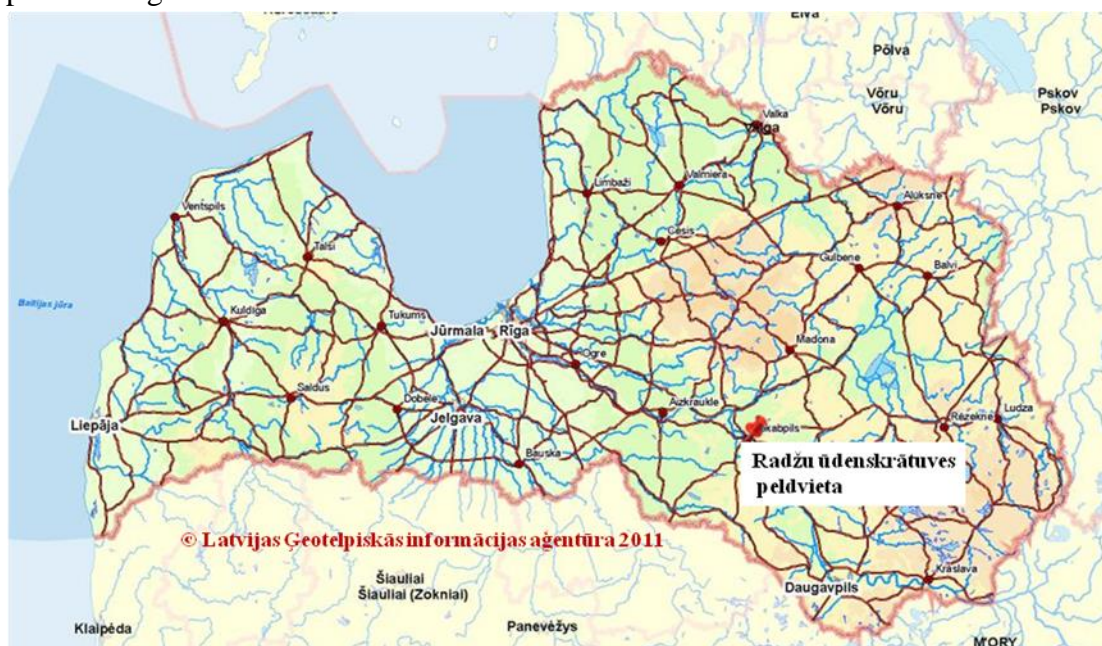 Elva
Põlva
Võru
Võru
Pskov
Pskov
Valka
Valga
Limbaži
Valmiera
Alūksne
Ventspils
Cēsis
Talsi
Gulbene
Balvi
Baltijas jūra
Kuldīga
Tukums
Jūrmala
Rīga
Ogre
Madona
Saldus
Dobele
Aizkraukle
Liepāja
Jelgava
Rēzekne
Ludza
Bauska
Radžu ūdenskrātuves
peldvieta
© Latvijas Ģeotelpiskās informācijas aģentūra 2011
Šiauliai
Šiauliai (Zokniai)
Krāslava
Daugavpils
Klaipėda
Panevėžys
M'ORY